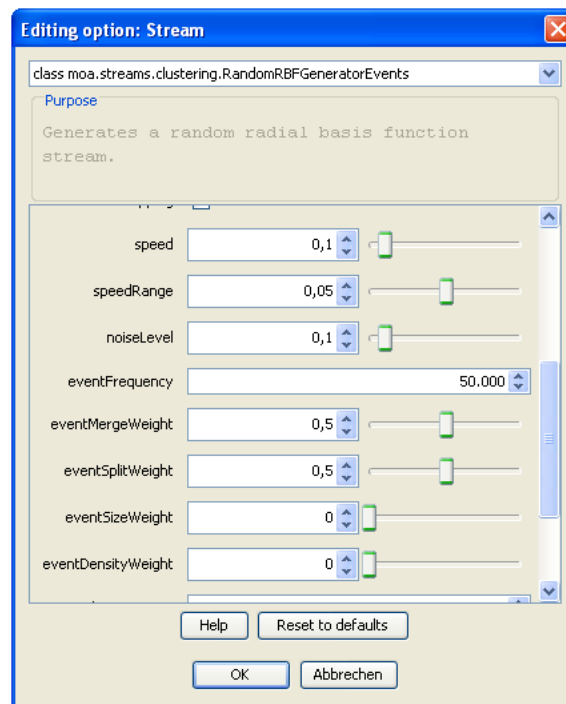 Editing option: Stream
class moa.streams.clustering.RandomRBFGeneratorEvents
Purpose
Generates a random radial basis function
stream.
speed 0,1
speedRange 0,05
noiseLevel 0,1
eventFrequency 50.000
eventMergeWeight 0,5
eventSplitWeight 0,5
eventSizeWeight 0
eventDensityWeight 0
Help Reset to defaults
OK Abbrechen